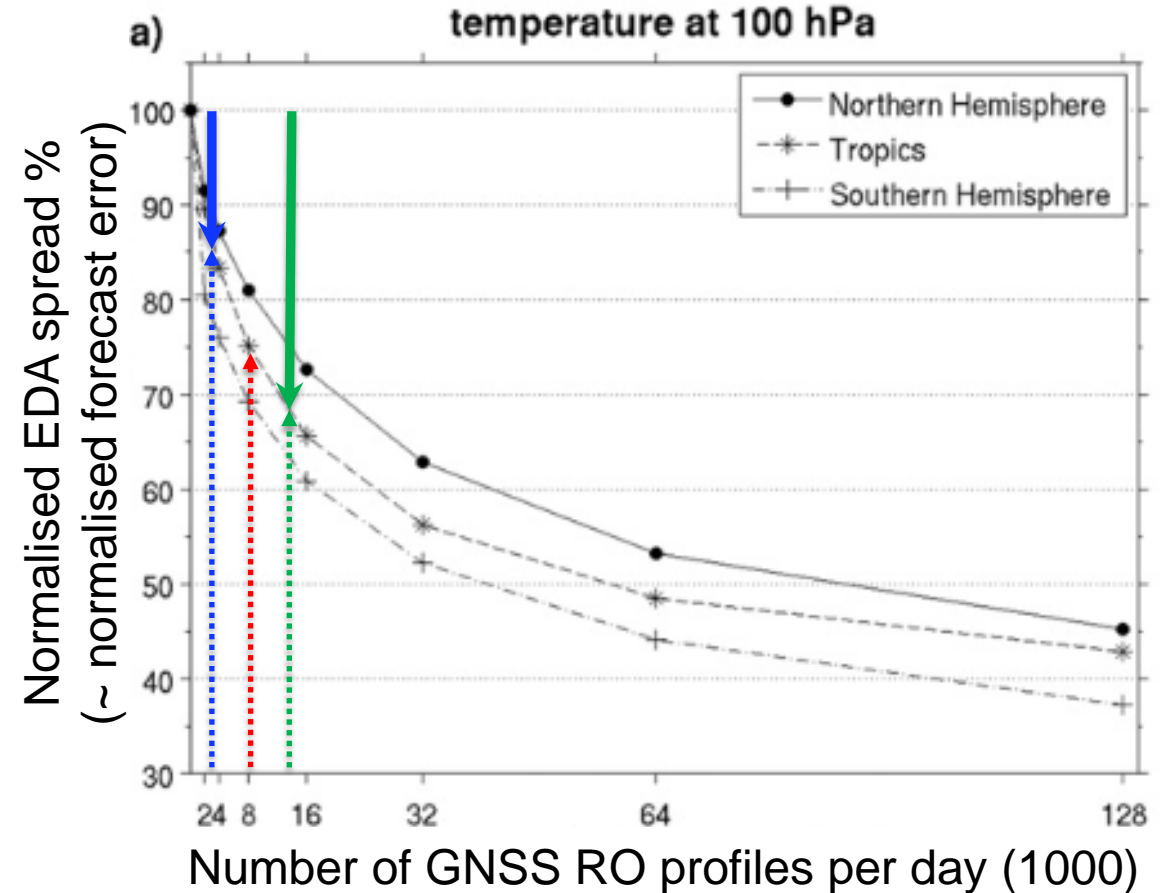 a)
temperature at 100 hPa
Normalised EDA spread %
(~ normalised forecast error)
100
90
80
70
60
50
40
30
Northern Hemisphere
Tropics
Southern Hemisphere
2 4 8 16 32 64 128
Number of GNSS RO profiles per day (1000)